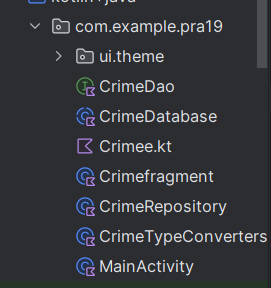 kotlin+java
com.example.pra19
ui.theme
CrimeDao
CrimeDatabase
Crimee.kt
Crimefragment
CrimeRepository
CrimeTypeConverters
MainActivity